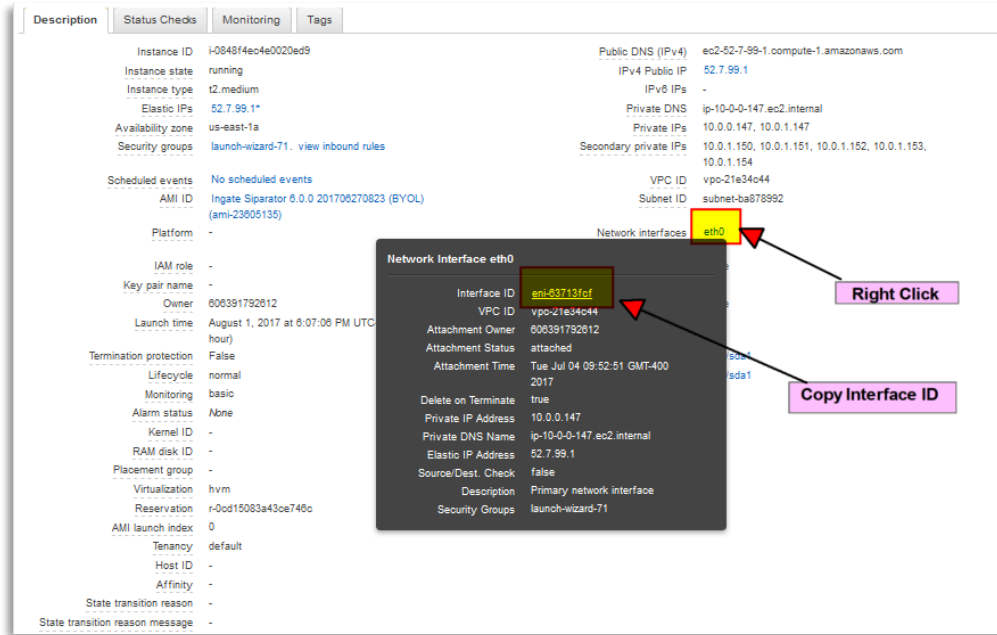 Description Status Checks Monitoring Tags
Instance ID i-0848f4ec4e0020ed9
Instance state running
Instance type t2.medium
Elastic IPs 52.7.99.1*
Availability zone us-east-1a
Security groups launch-wizard-71. view inbound rules
Scheduled events No scheduled events
AMI ID Ingate Siparator 6.0.0 201706270823 (BYOL)
(ami-23605135)
Platform -
IAM role -
Key pair name -
Owner 606391792612
Launch time August 1, 2017 at 6:07:06 PM UTC
hour)
Termination protection False
Lifecycle normal
Monitoring basic
Alarm status None
Kernel ID -
RAM disk ID -
Placement group -
Virtualization hvm
Reservation r-0cd15083a43ce746c
AMI launch index 0
Tenancy default
Host ID -
Affinity -
State transition reason -
State transition reason message -
Public DNS (IPv4) ec2-52-7-99-1.compute-1.amazonaws.com
IPv4 Public IP 52.7.99.1
IPv6 IPs -
Private DNS ip-10-0-0-147.ec2.internal
Private IPs 10.0.0.147, 10.0.1.147
Secondary private IPs 10.0.1.150, 10.0.1.151, 10.0.1.152, 10.0.1.153,
10.0.1.154
VPC ID vpc-21e34c44
Subnet ID subnet-ba878992
Network interfaces eth0
/sda1
/sda1
Network Interface eth0
Interface ID eni-63713fcf
VPC ID vpc-21e34c44
Attachment Owner 606391792612
Attachment Status attached
Attachment Time Tue Jul 04 09:52:51 GMT-400
2017
Delete on Terminate true
Private IP Address 10.0.0.147
Private DNS Name ip-10-0-0-147.ec2.internal
Elastic IP Address 52.7.99.1
Source/Dest. Check false
Description Primary network interface
Security Groups launch-wizard-71
Right Click
Copy Interface ID